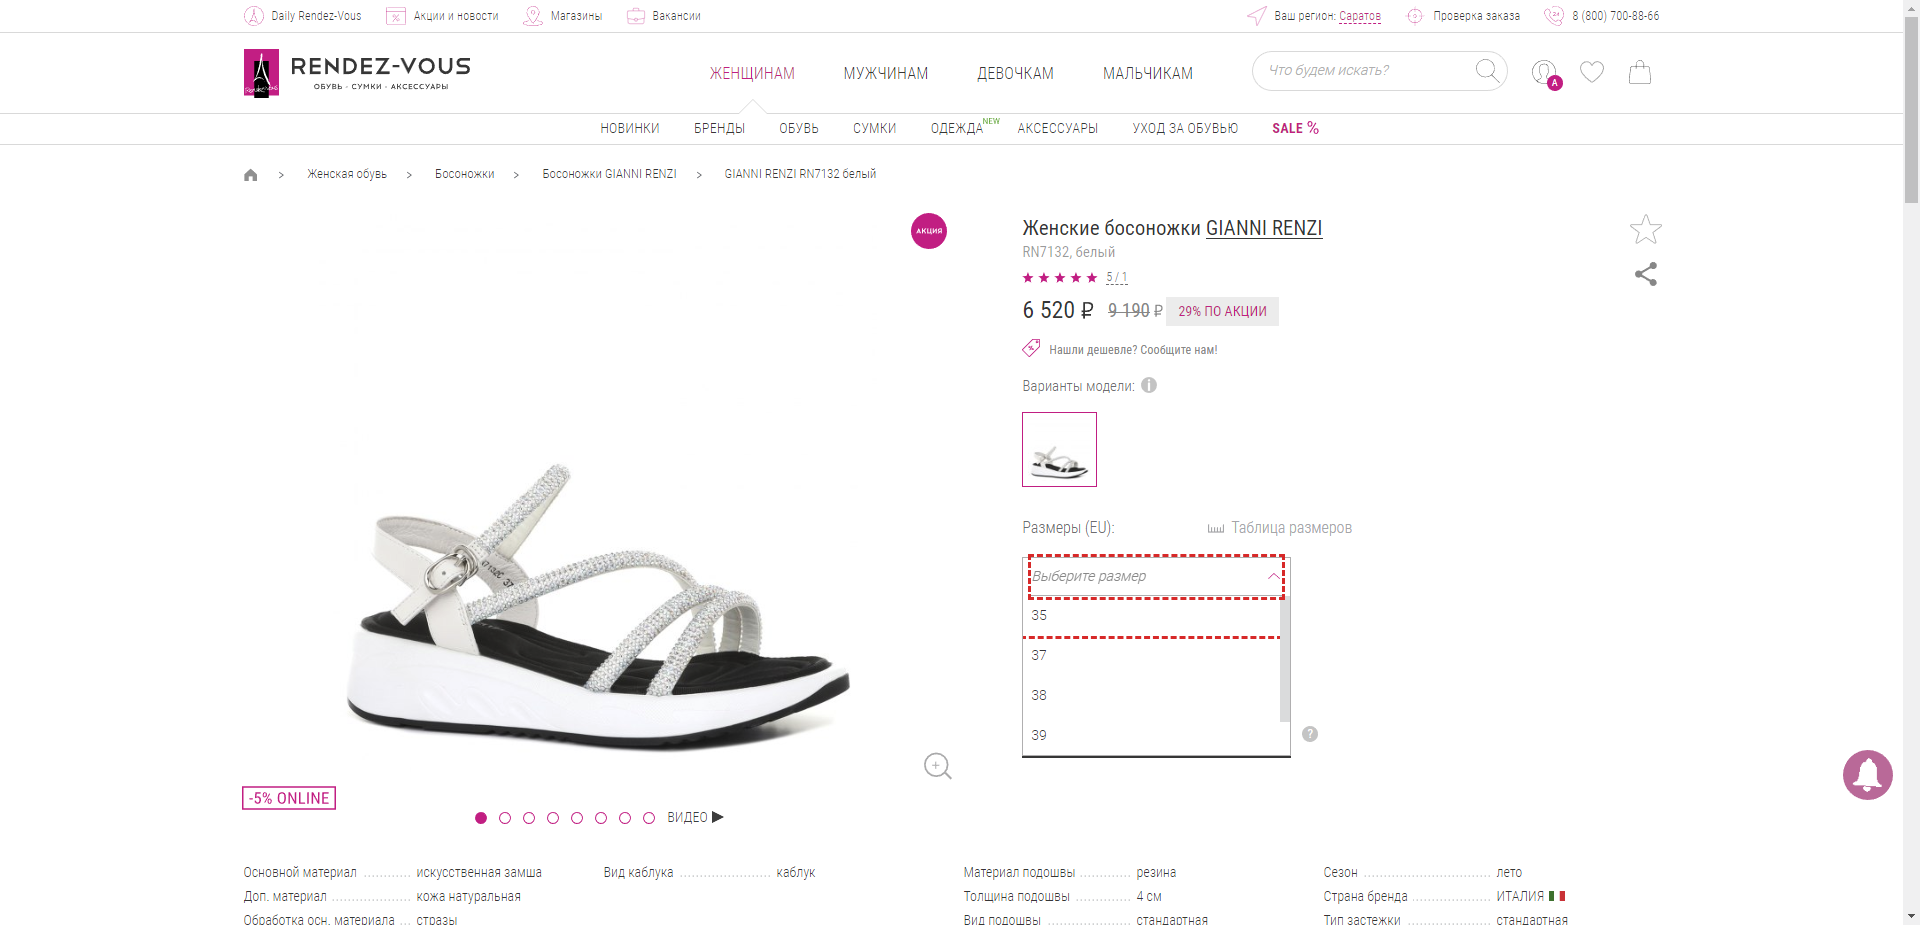 Daily Rendez-Vous Акции и новости Магазины Вакансии Ваш регион: Саратов Проверка заказа 8 (800) 700-88-66
RENDEZ-VOUS
ОБУВЬ · СУМКИ · АКСЕССУАРЫ
ЖЕНЩИНАМ МУЖЧИНАМ ДЕВОЧКАМ МАЛЬЧИКАМ
Что будем искать?
A
НОВИНКИ БРЕНДЫ ОБУВЬ СУМКИ ОДЕЖДА NEW АКСЕССУАРЫ УХОД ЗА ОБУВЬЮ SALE %
> Женская обувь > Босоножки > Босоножки GIANNI RENZI > GIANNI RENZI RN7132 белый
АКЦИЯ
Женские босоножки GIANNI RENZI
RN7132, белый
5 / 1
6 520 ₽ 9 190 ₽ 29% ПО АКЦИИ
Нашли дешевле? Сообщите нам!
Варианты модели: i
Размеры (EU): Таблица размеров
Выберите размер
35
37
38
39
?
-5% ONLINE
ВИДЕО
Основной материал ............ искусственная замша
Доп. материал .................... кожа натуральная
Обработка осн. материала ... стразы
Вид каблука ....................... каблук
Материал подошвы ............. резина
Толщина подошвы .............. 4 см
Вид подошвы ..................... стандартная
Сезон ................................ лето
Страна бренда .................... ИТАЛИЯ
Тип застежки ..................... стандартная